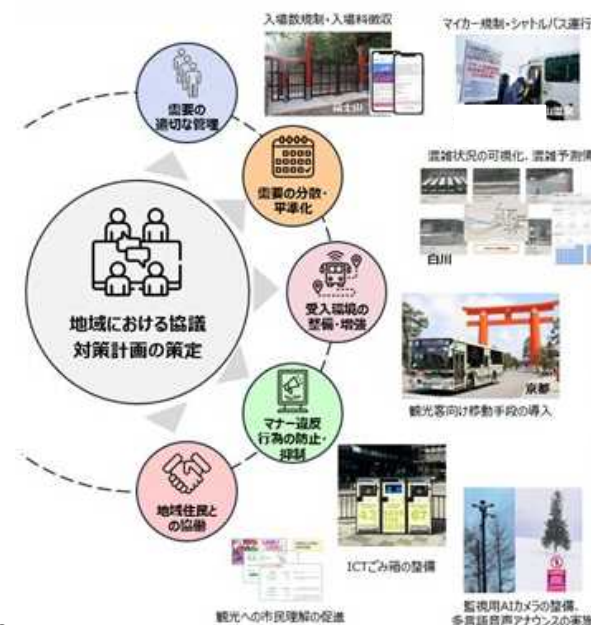 入場数規制・入場料徴収
マイカー規制・シャトルバス運行
富士山
需要の
適切な管理
混雑状況の可視化、混雑予測情
需要の分散・
平準化
白川
地域における協議
対策計画の策定
受入環境の
整備・増強
京都
観光客向け移動手段の導入
マナー違反
行為の防止・
抑制
地域住民と
の協働
ICTごみ箱の整備
観光への市民理解の促進
監視用AIカメラの整備、
多言語音声アナウンスの実施